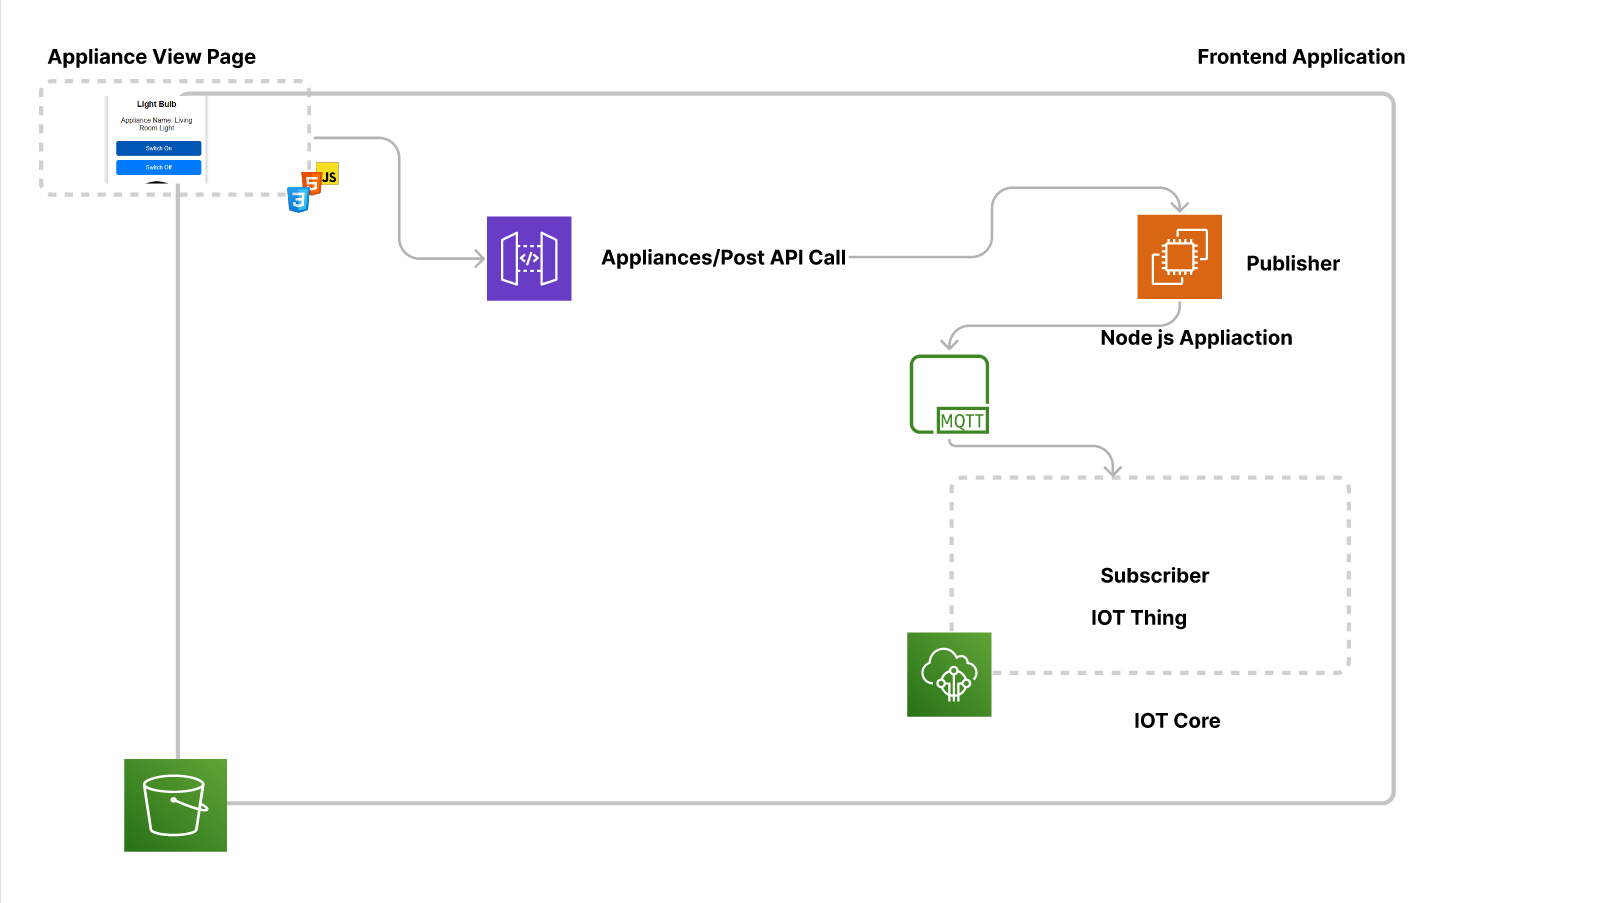 Appliance View Page
Frontend Application
Light Bulb
Appliance Name: Living
Room Light
Switch On
Switch Off
JS
5
3
</>
Appliances/Post API Call
Publisher
Node js Appliaction
MQTT
Subscriber
IOT Thing
IOT Core